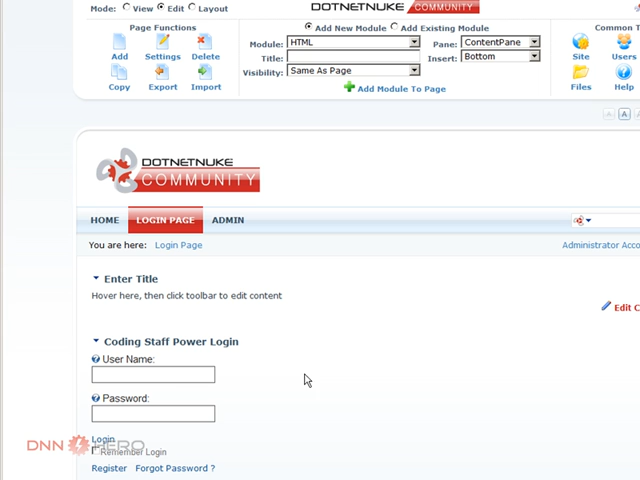 Mode: View Edit Layout
DOTNETNUKE COMMUNITY
Page Functions
Add Settings Delete
Copy Export Import
Add New Module Add Existing Module
Module: HTML Pane: ContentPane
Title: Insert: Bottom
Visibility: Same As Page
Add Module To Page
Common T
Site Users
Files Help
A A
DOTNETNUKE
COMMUNITY
HOME LOGIN PAGE ADMIN
You are here: Login Page Administrator Acco
Enter Title
Hover here, then click toolbar to edit content
Edit C
Coding Staff Power Login
User Name:
Password:
Login
Remember Login
Register Forgot Password ?
DNN HERO